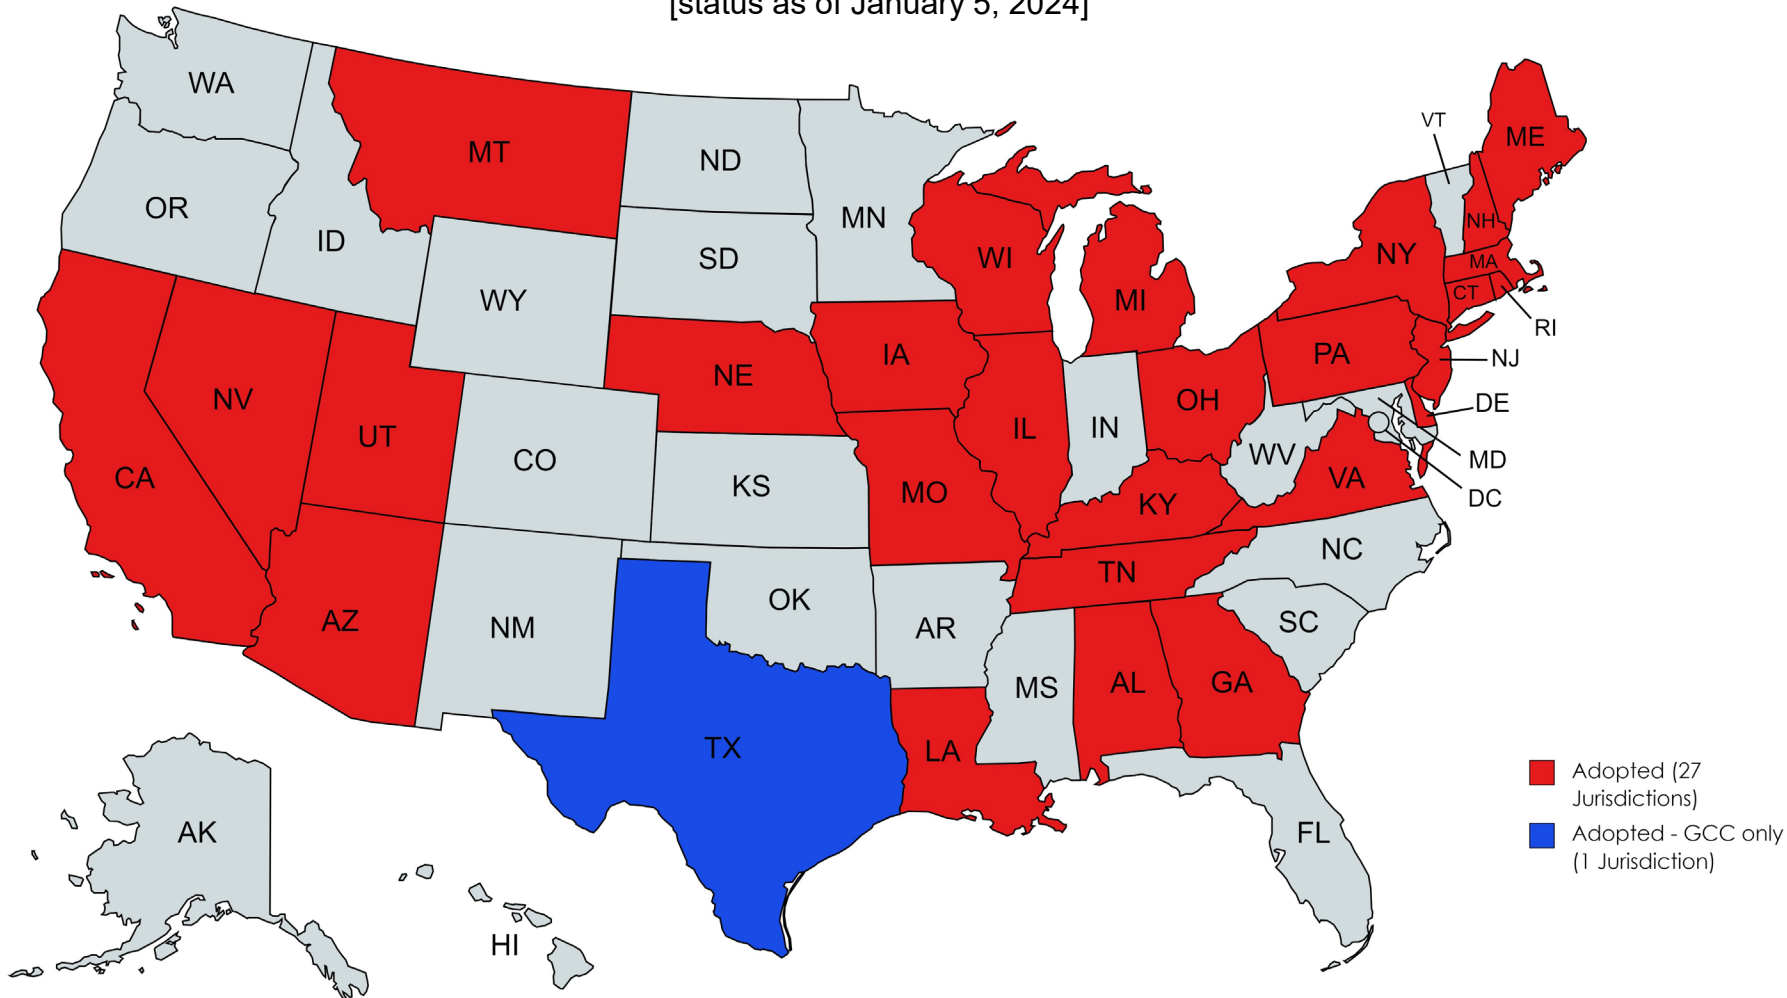 [status as of January 5, 2024]
WA
MT
ND
VT
ME
OR
MN
NH
ID
SD
WI
NY
MA
WY
MI
CT
RI
IA
PA
NJ
NE
NV
OH
DE
UT
IL
IN
CO
WV
MD
CA
KS
MO
KY
VA
DC
NC
TN
AZ
NM
OK
AR
SC
MS
AL
GA
TX
LA
AK
FL
HI
Adopted (27
Jurisdictions)
Adopted - GCC only
(1 Jurisdiction)